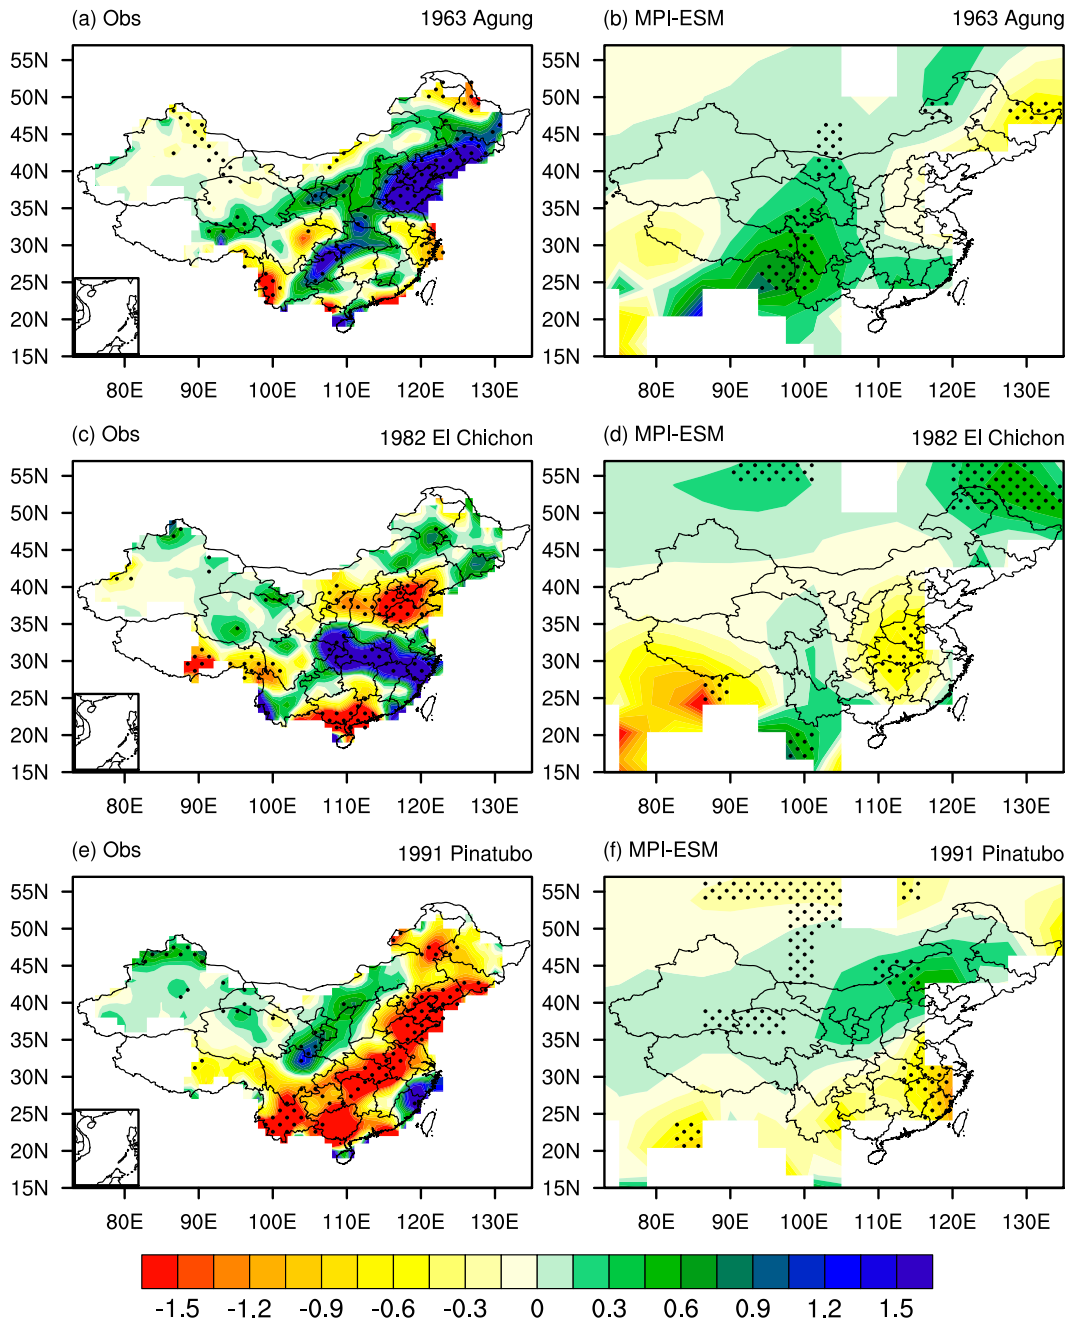 (a) Obs 1963 Agung (b) MPI-ESM 1963 Agung
55N 55N
50N 50N
45N 45N
40N 40N
35N 35N
30N 30N
25N 25N
20N 20N
15N 15N
80E 90E 100E 110E 120E 130E 80E 90E 100E 110E 120E 130E
(c) Obs 1982 El Chichon (d) MPI-ESM 1982 El Chichon
55N 55N
50N 50N
45N 45N
40N 40N
35N 35N
30N 30N
25N 25N
20N 20N
15N 15N
80E 90E 100E 110E 120E 130E 80E 90E 100E 110E 120E 130E
(e) Obs 1991 Pinatubo (f) MPI-ESM 1991 Pinatubo
55N 55N
50N 50N
45N 45N
40N 40N
35N 35N
30N 30N
25N 25N
20N 20N
15N 15N
80E 90E 100E 110E 120E 130E 80E 90E 100E 110E 120E 130E
-1.5 -1.2 -0.9 -0.6 -0.3 0 0.3 0.6 0.9 1.2 1.5